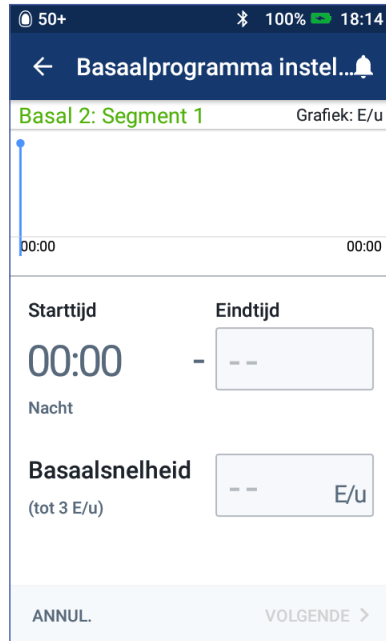 50+ 100% 18:14
← Basaalprogramma instel...
Basal 2: Segment 1 Grafiek: E/u
00:00 00:00
Starttijd Eindtijd
00:00 - --
Nacht
Basaalsnelheid -- E/u
(tot 3 E/u)
ANNUL. VOLGENDE >